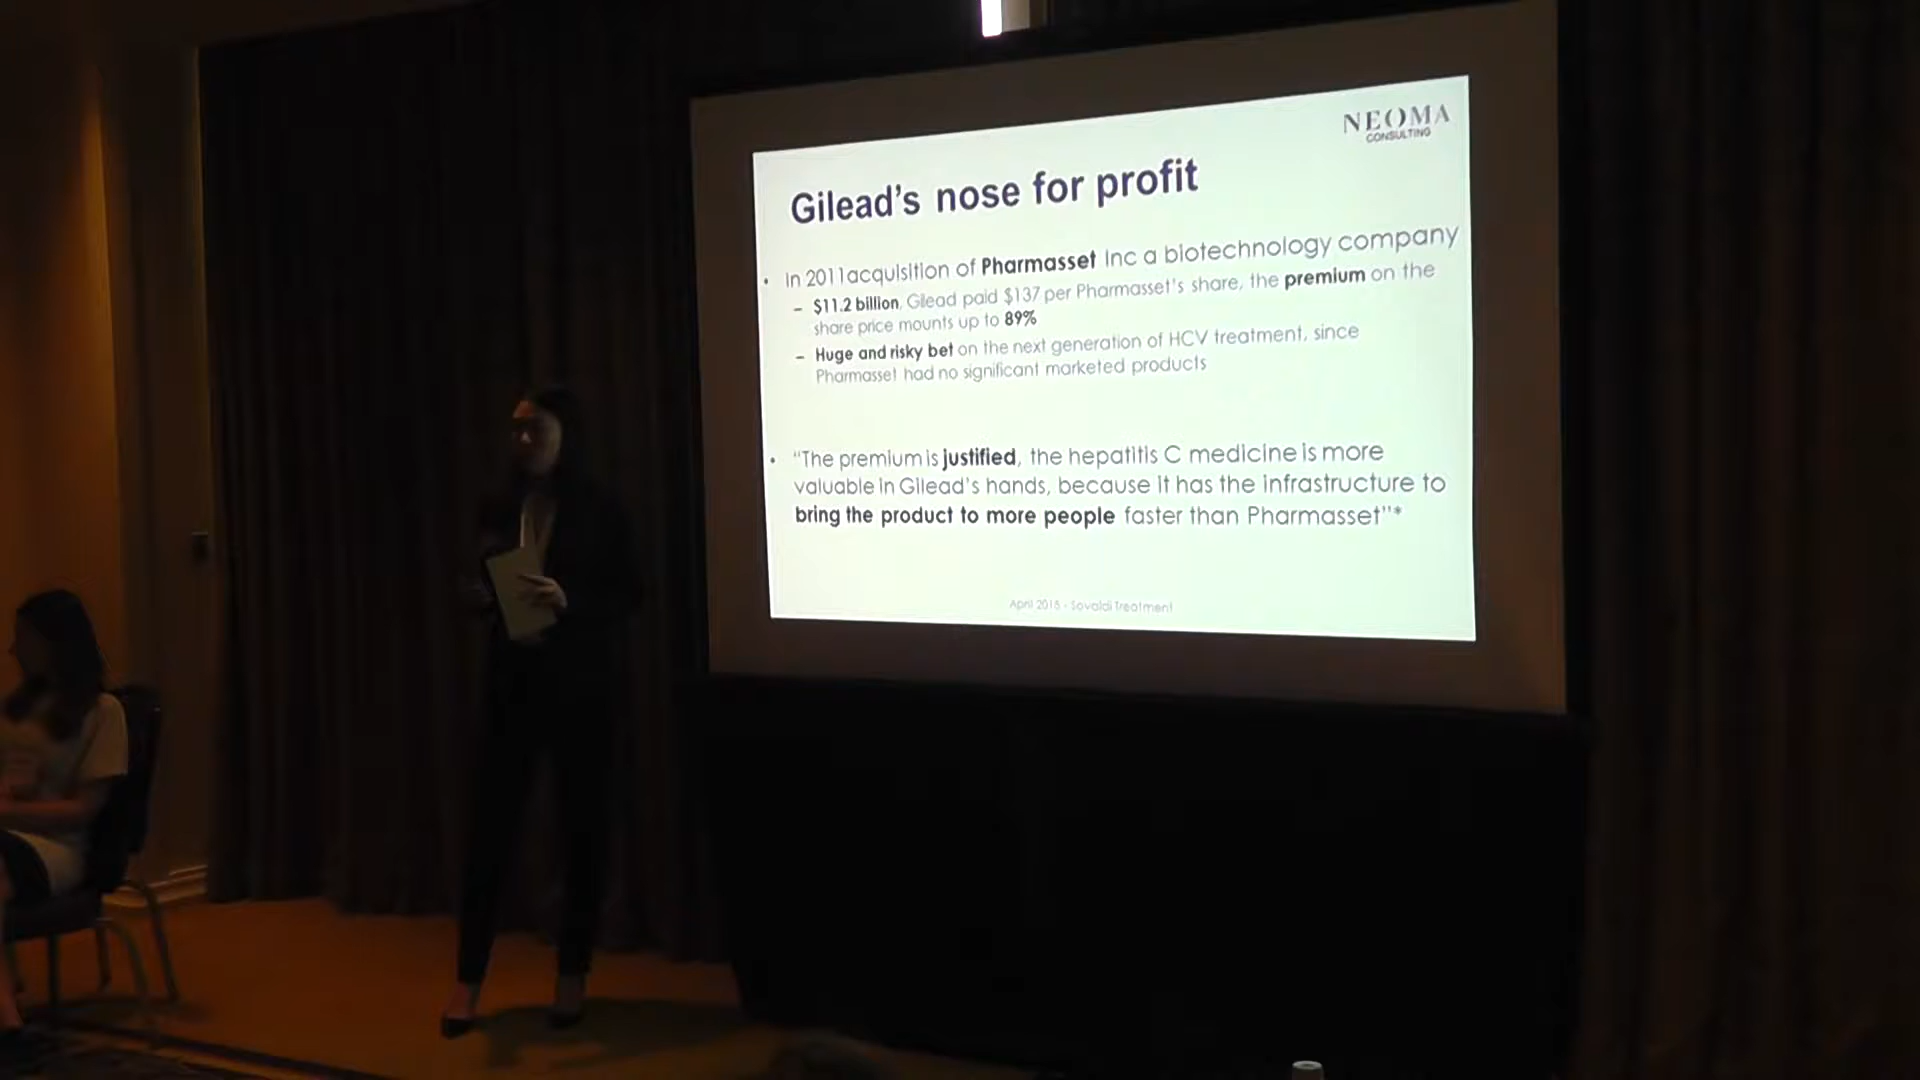 NEOMA
CONSULTING
Gilead's nose for profit
• In 2011acquisition of Pharmasset Inc a biotechnology company
– $11.2 billion. Gilead paid $137 per Pharmasset's share, the premium on the
share price mounts up to 89%
– Huge and risky bet on the next generation of HCV treatment, since
Pharmasset had no significant marketed products
• "The premium is justified, the hepatitis C medicine is more
valuable in Gilead's hands, because it has the infrastructure to
bring the product to more people faster than Pharmasset"*
April 2015 - Sovaldi Treatment